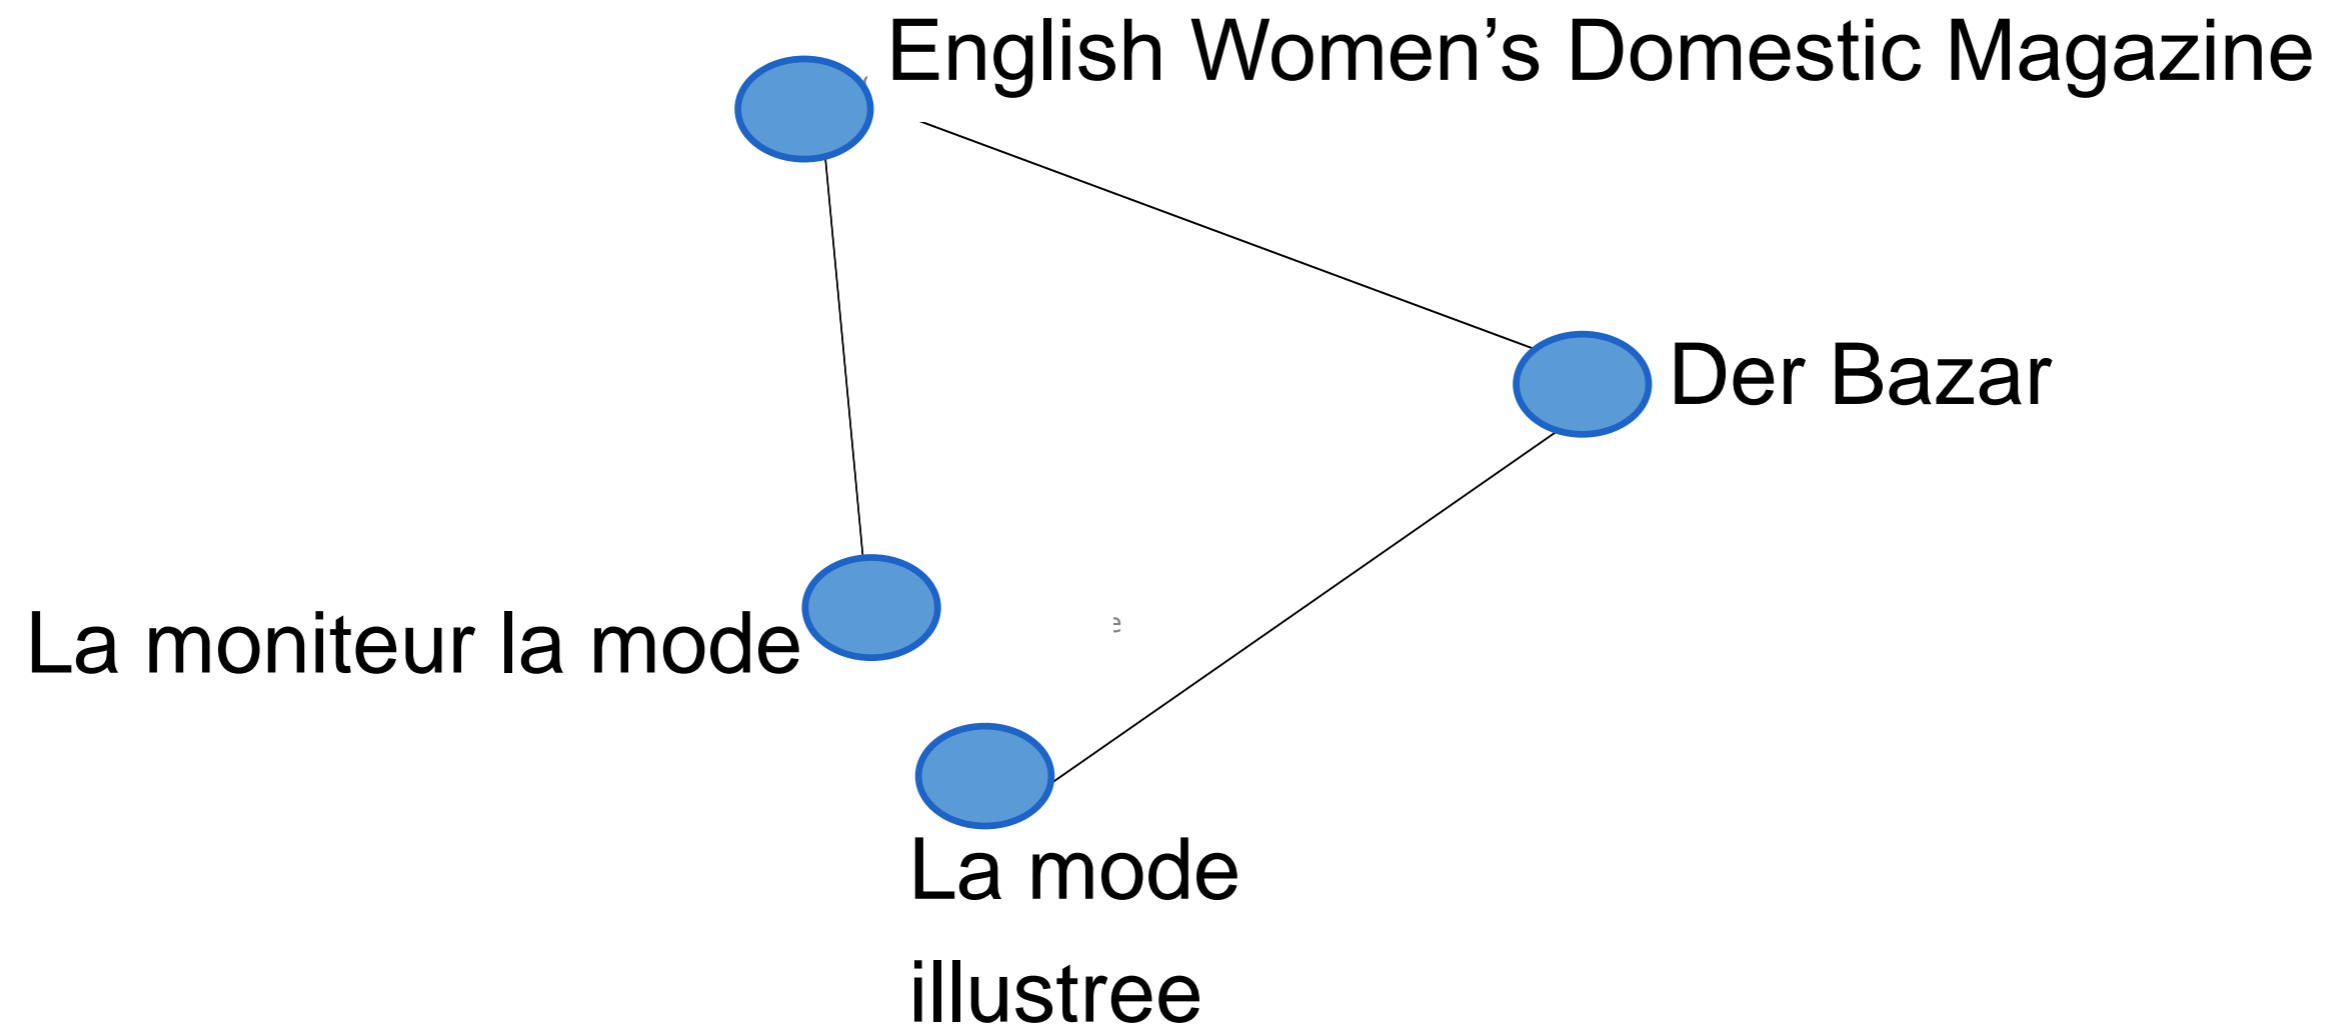 English Women’s Domestic Magazine
Der Bazar
La moniteur la mode
La mode
illustree